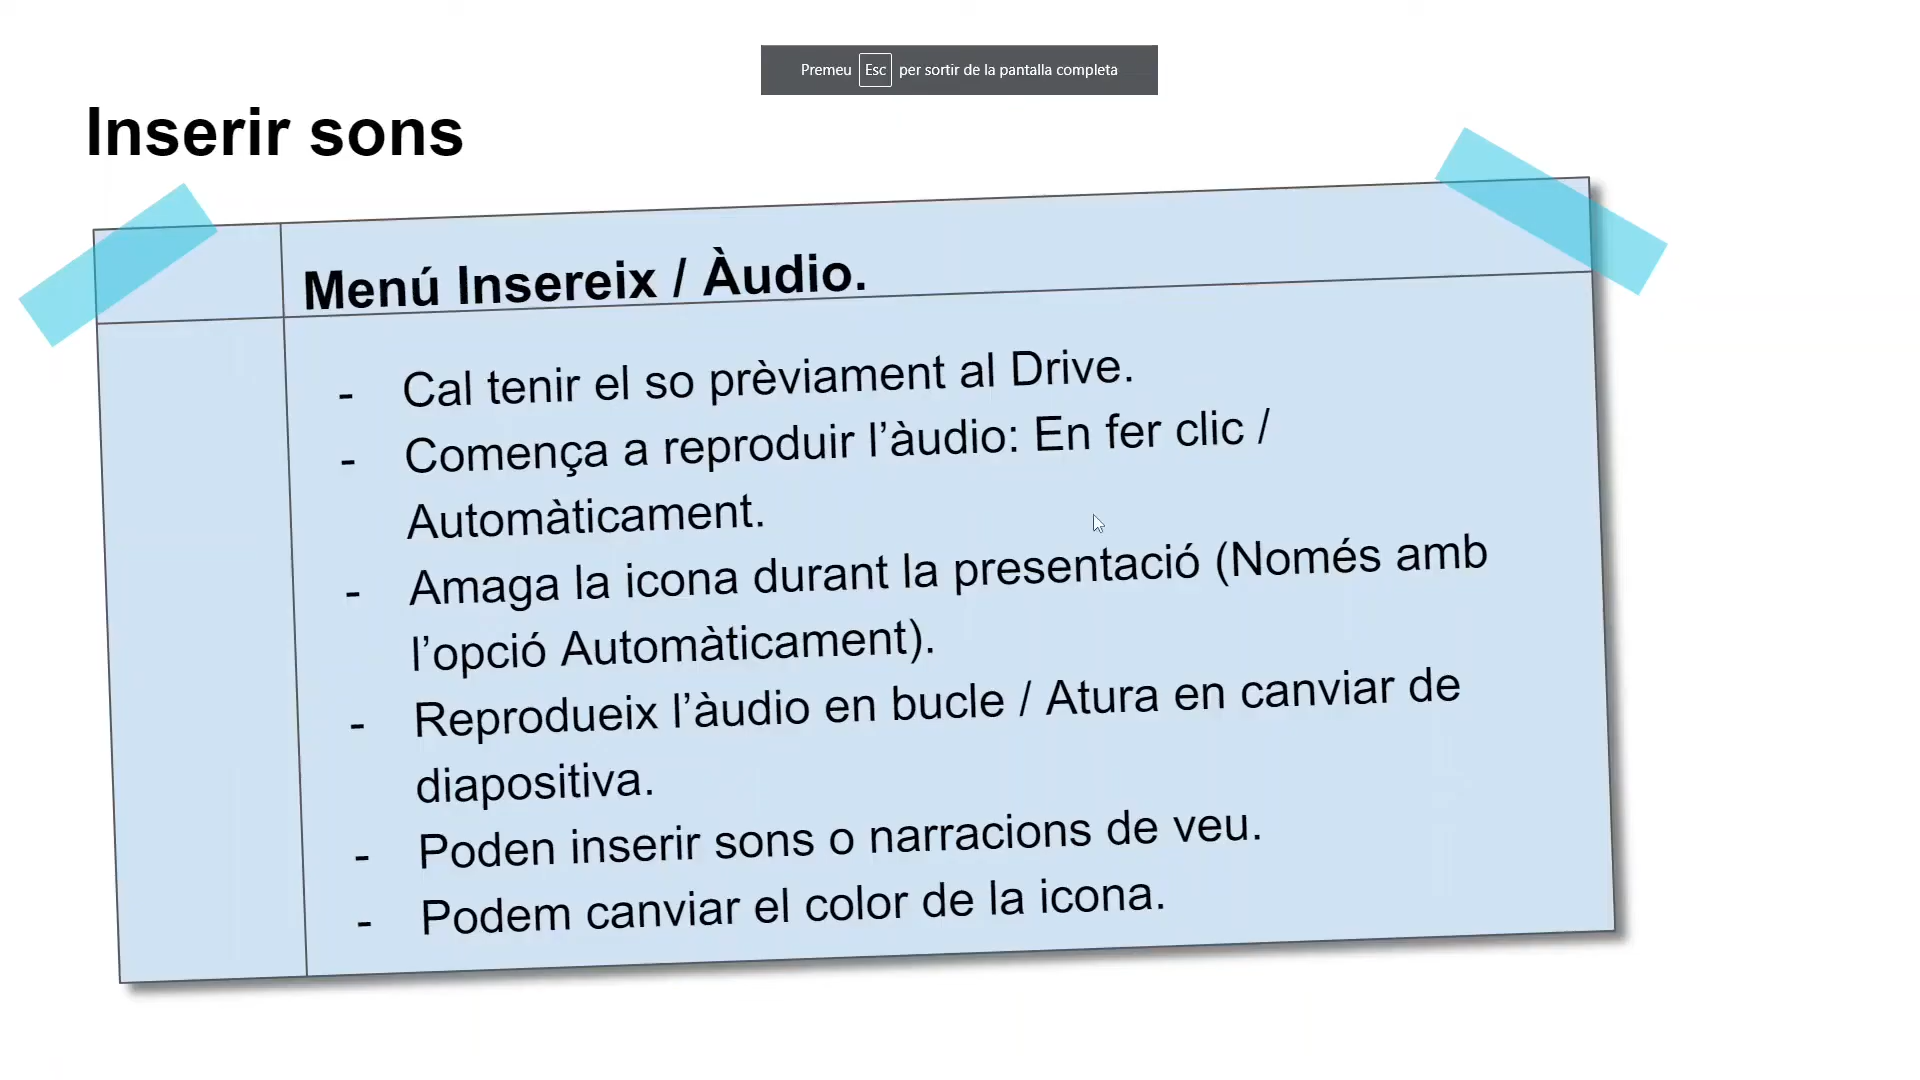 Premeu Esc per sortir de la pantalla completa
Inserir sons
Menú Insereix / Àudio.
- Cal tenir el so prèviament al Drive.
- Comença a reproduir l’àudio: En fer clic /
Automàticament.
- Amaga la icona durant la presentació (Només amb
l’opció Automàticament).
- Reprodueix l’àudio en bucle / Atura en canviar de
diapositiva.
- Poden inserir sons o narracions de veu.
- Podem canviar el color de la icona.